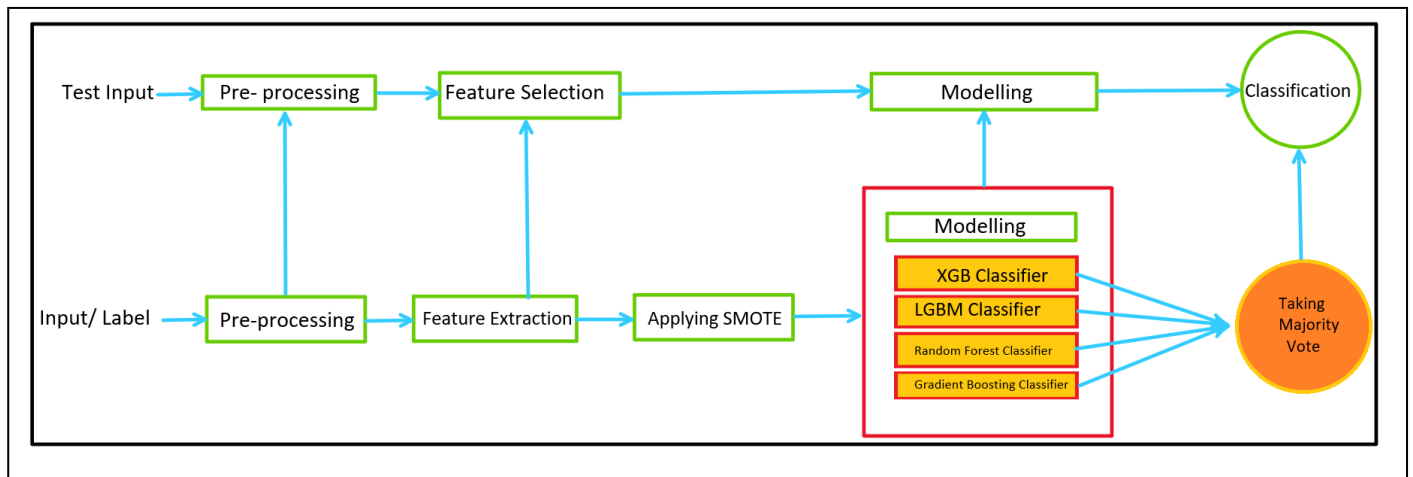 Test Input
Pre- processing
Feature Selection
Modelling
Classification
Modelling
XGB Classifier
LGBM Classifier
Random Forest Classifier
Gradient Boosting Classifier
Input/ Label
Pre-processing
Feature Extraction
Applying SMOTE
Taking
Majority
Vote